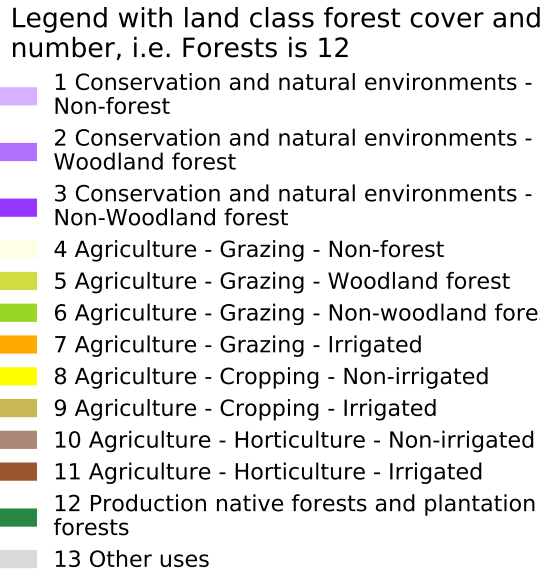 Legend with land class forest cover and
number, i.e. Forests is 12
1 Conservation and natural environments -
Non-forest
2 Conservation and natural environments -
Woodland forest
3 Conservation and natural environments -
Non-Woodland forest
4 Agriculture - Grazing - Non-forest
5 Agriculture - Grazing - Woodland forest
6 Agriculture - Grazing - Non-woodland fore
7 Agriculture - Grazing - Irrigated
8 Agriculture - Cropping - Non-irrigated
9 Agriculture - Cropping - Irrigated
10 Agriculture - Horticulture - Non-irrigated
11 Agriculture - Horticulture - Irrigated
12 Production native forests and plantation
forests
13 Other uses